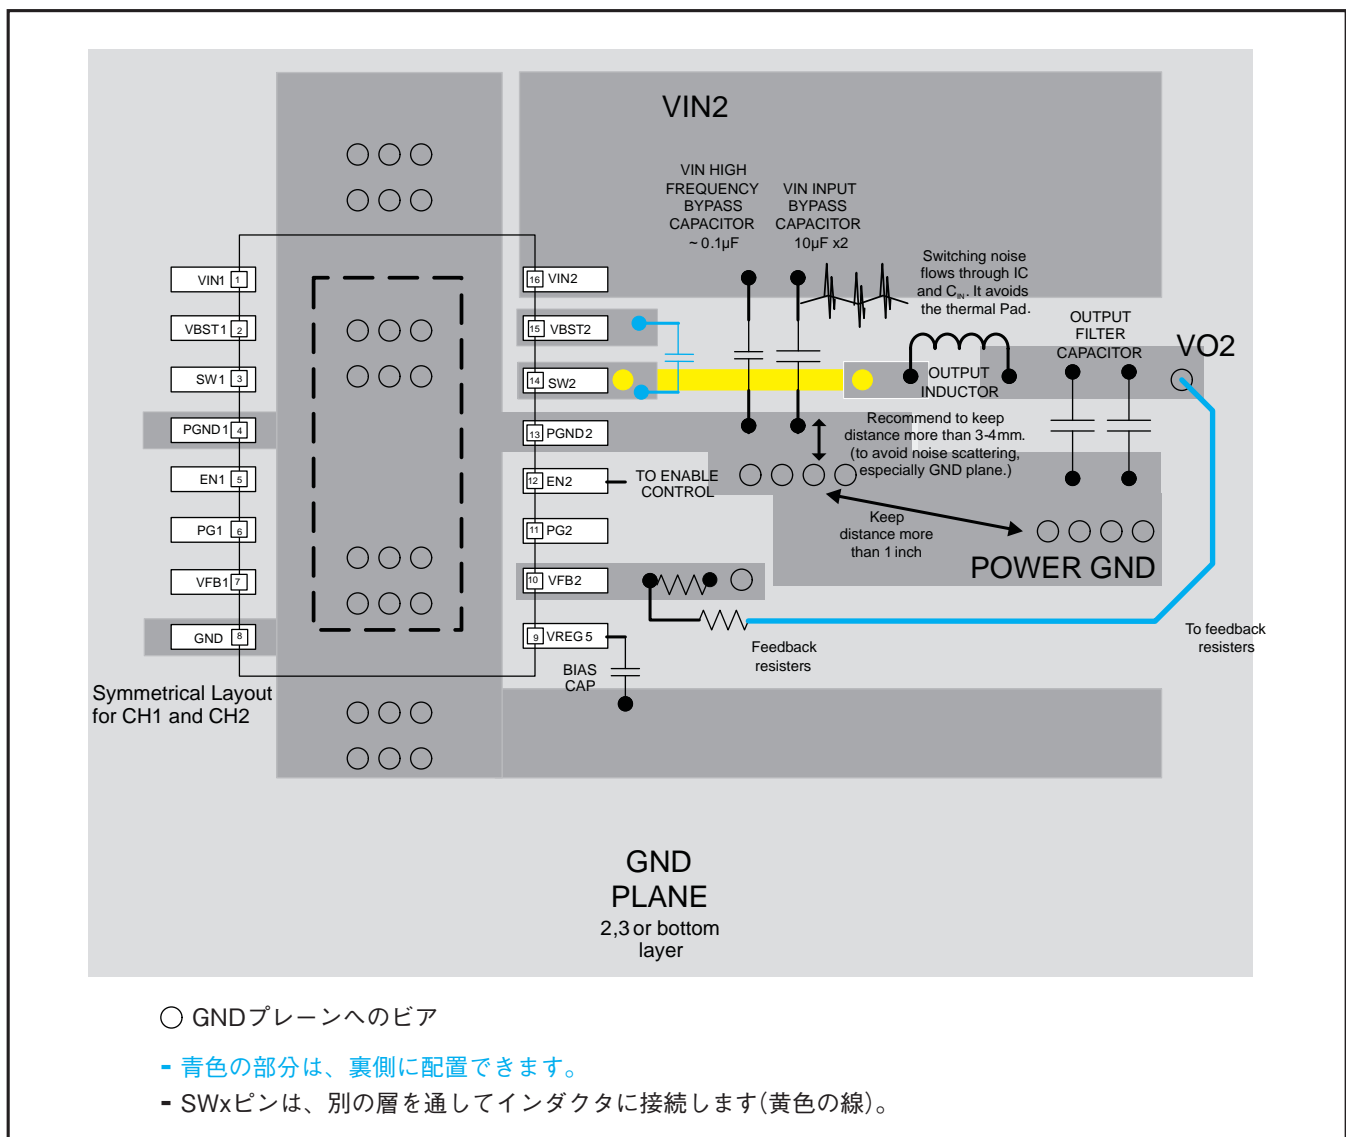 VIN2
VIN HIGH
FREQUENCY
BYPASS
CAPACITOR
~ 0.1µF
VIN INPUT
BYPASS
CAPACITOR
10µF x2
Switching noise
flows through IC
and CIN. It avoids
the thermal Pad.
OUTPUT
FILTER
CAPACITOR
VO2
VIN1 1
VBST1 2
SW1 3
PGND1 4
EN1 5
PG1 6
VFB1 7
GND 8
16 VIN2
15 VBST2
14 SW2
13 PGND2
12 EN2
11 PG2
10 VFB2
9 VREG5
OUTPUT
INDUCTOR
Recommend to keep
distance more than 3-4mm.
(to avoid noise scattering,
especially GND plane.)
TO ENABLE
CONTROL
Keep
distance more
than 1 inch
POWER GND
Feedback
resisters
To feedback
resisters
BIAS
CAP
Symmetrical Layout
for CH1 and CH2
GND
PLANE
2,3 or bottom
layer
GNDプレーンへのビア
- 青色の部分は、裏側に配置できます。
- SWxピンは、別の層を通してインダクタに接続します(黄色の線)。